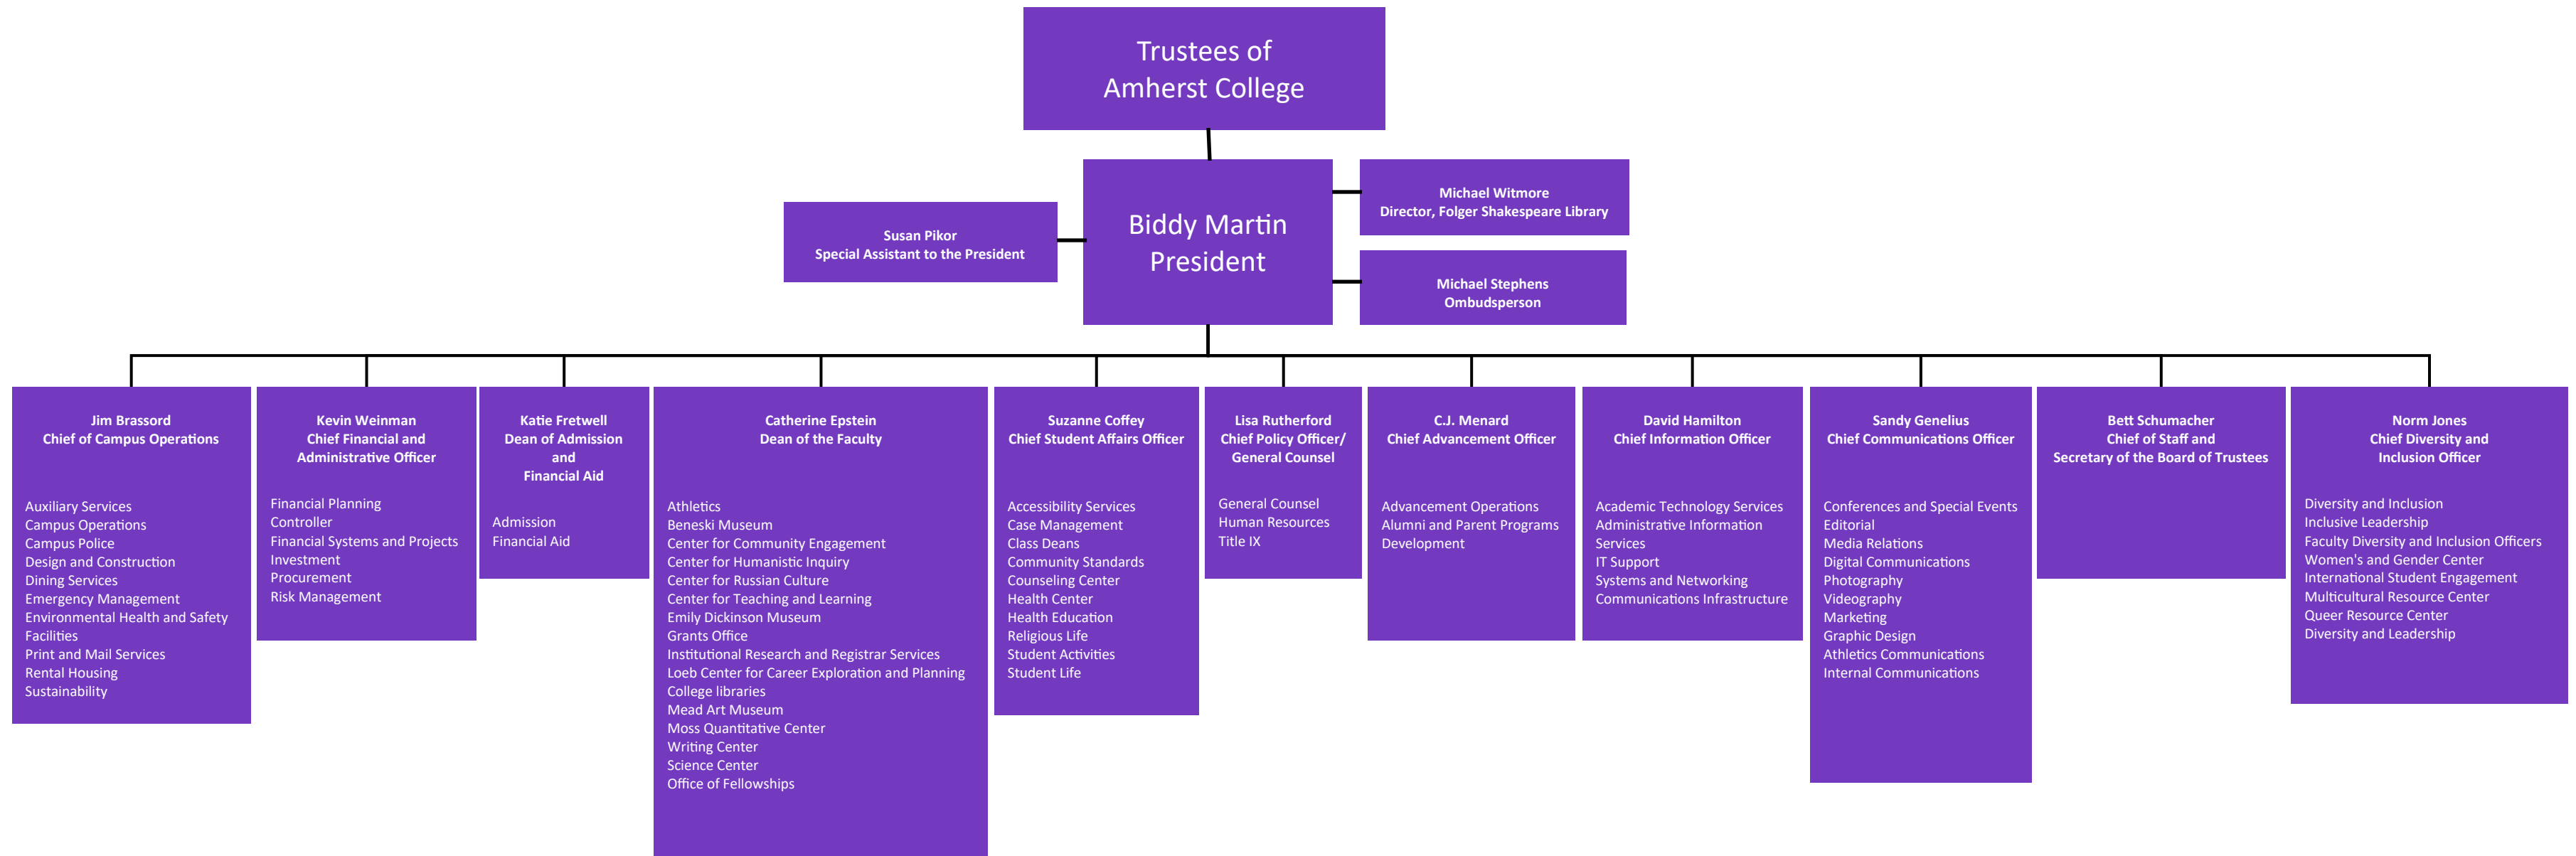 Trustees of
Amherst College
Biddy Martin
President
Susan Pikor
Special Assistant to the President
Michael Witmore
Director, Folger Shakespeare Library
Michael Stephens
Ombudsperson
Jim Brassord
Chief of Campus Operations
Auxiliary Services
Campus Operations
Campus Police
Design and Construction
Dining Services
Emergency Management
Environmental Health and Safety
Facilities
Print and Mail Services
Rental Housing
Sustainability
Kevin Weinman
Chief Financial and
Administrative Officer
Financial Planning
Controller
Financial Systems and Projects
Investment
Procurement
Risk Management
Katie Fretwell
Dean of Admission
and
Financial Aid
Admission
Financial Aid
Catherine Epstein
Dean of the Faculty
Athletics
Beneski Museum
Center for Community Engagement
Center for Humanistic Inquiry
Center for Russian Culture
Center for Teaching and Learning
Emily Dickinson Museum
Grants Office
Institutional Research and Registrar Services
Loeb Center for Career Exploration and Planning
College libraries
Mead Art Museum
Moss Quantitative Center
Writing Center
Science Center
Office of Fellowships
Suzanne Coffey
Chief Student Affairs Officer
Accessibility Services
Case Management
Class Deans
Community Standards
Counseling Center
Health Center
Health Education
Religious Life
Student Activities
Student Life
Lisa Rutherford
Chief Policy Officer/
General Counsel
General Counsel
Human Resources
Title IX
C.J. Menard
Chief Advancement Officer
Advancement Operations
Alumni and Parent Programs
Development
David Hamilton
Chief Information Officer
Academic Technology Services
Administrative Information
Services
IT Support
Systems and Networking
Communications Infrastructure
Sandy Genelius
Chief Communications Officer
Conferences and Special Events
Editorial
Media Relations
Digital Communications
Photography
Videography
Marketing
Graphic Design
Athletics Communications
Internal Communications
Bett Schumacher
Chief of Staff and
Secretary of the Board of Trustees
Norm Jones
Chief Diversity and
Inclusion Officer
Diversity and Inclusion
Inclusive Leadership
Faculty Diversity and Inclusion Officers
Women's and Gender Center
International Student Engagement
Multicultural Resource Center
Queer Resource Center
Diversity and Leadership